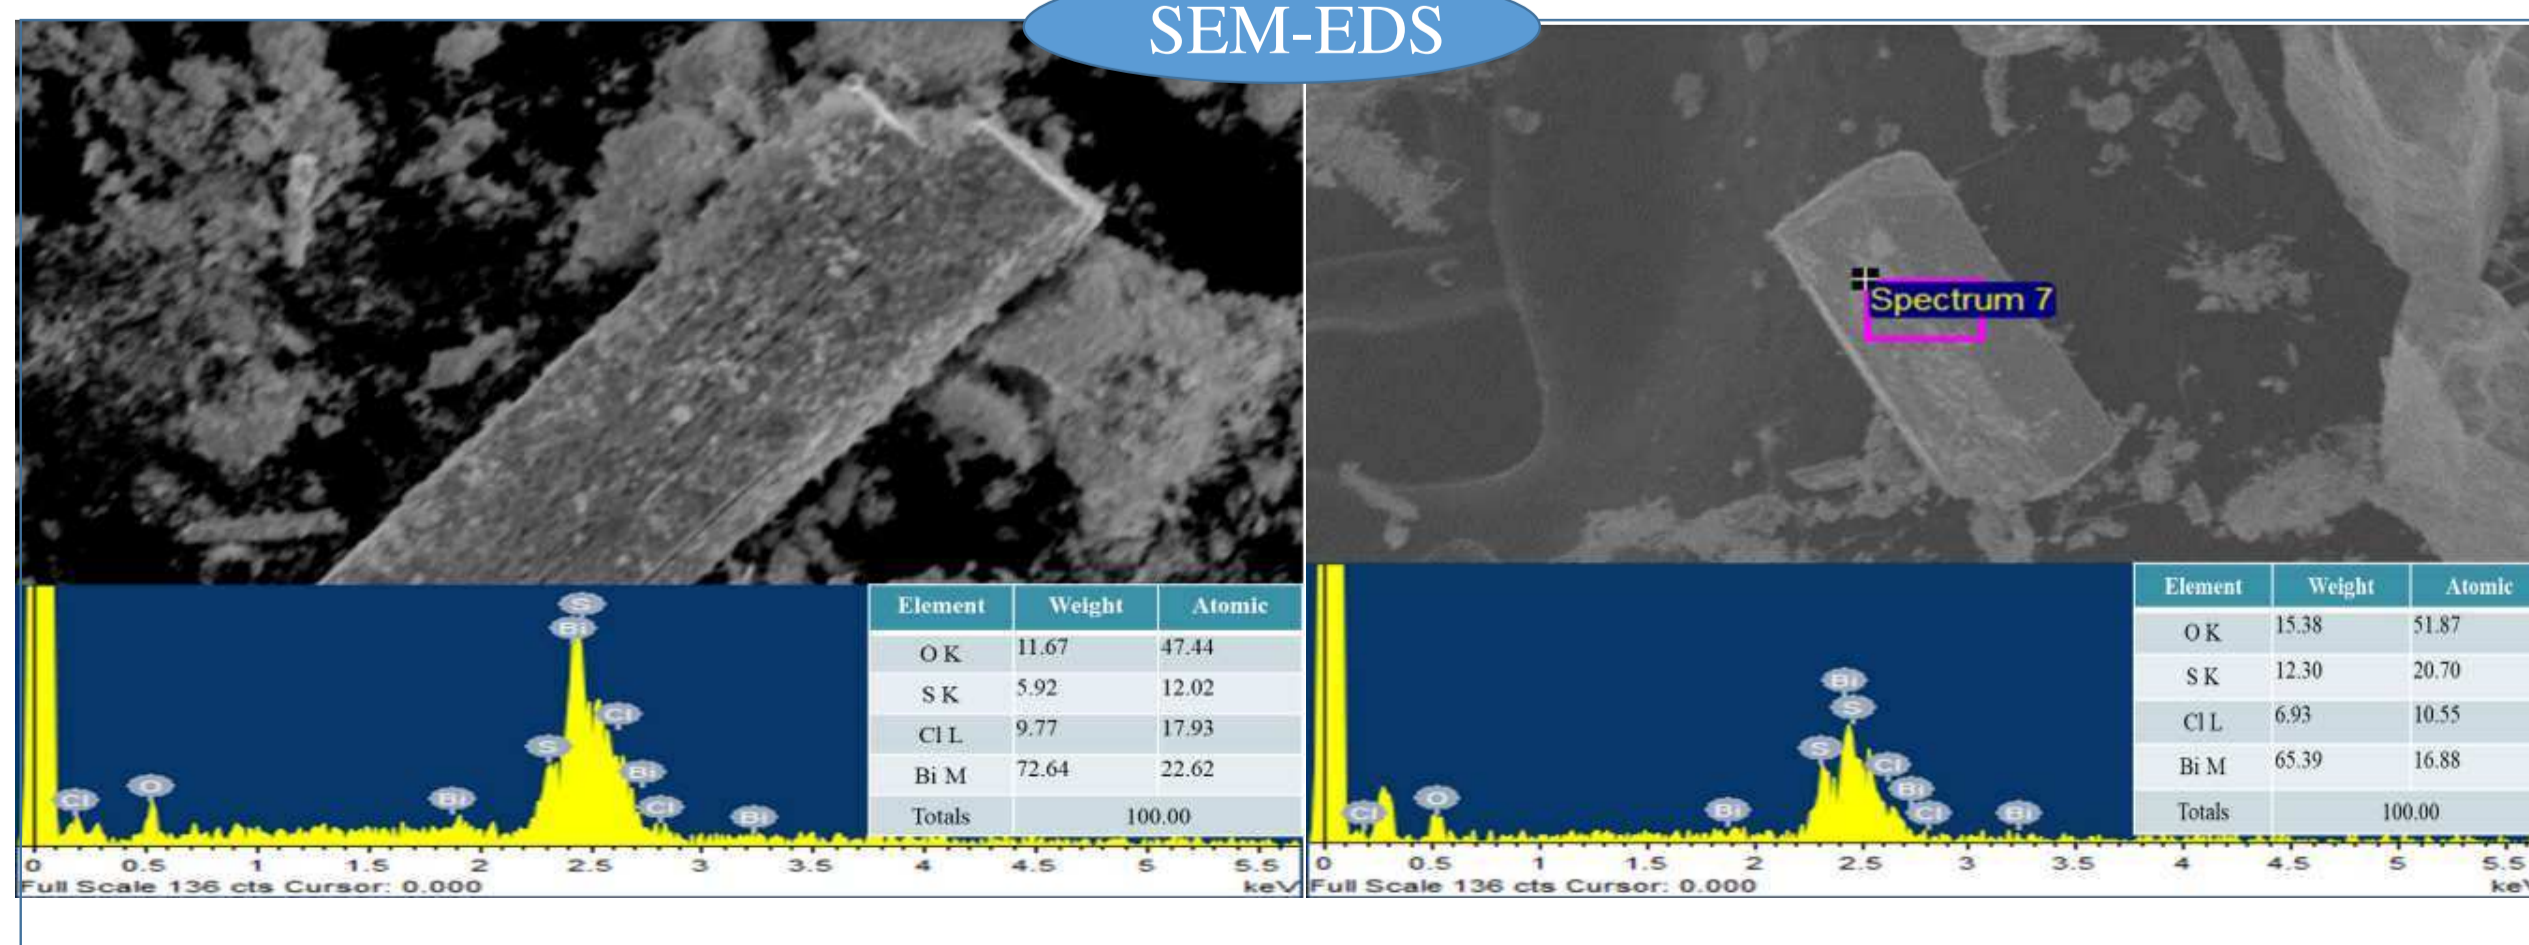 SEM-EDS
Spectrum 7
S
Bi
Cl
S
Bi
Cl
O
Bi
Cl
Bi
Element Weight Atomic
O K 11.67 47.44
S K 5.92 12.02
Cl L 9.77 17.93
Bi M 72.64 22.62
Totals 100.00
0 0.5 1 1.5 2 2.5 3 3.5 4 4.5 5 5.5
Full Scale 136 cts Cursor: 0.000 keV
Bi
S
S
Cl
Bi
Cl
O
Bi
Cl
Bi
Element Weight Atomic
O K 15.38 51.87
S K 12.30 20.70
Cl L 6.93 10.55
Bi M 65.39 16.88
Totals 100.00
0 0.5 1 1.5 2 2.5 3 3.5 4 4.5 5 5.5
Full Scale 136 cts Cursor: 0.000 keV